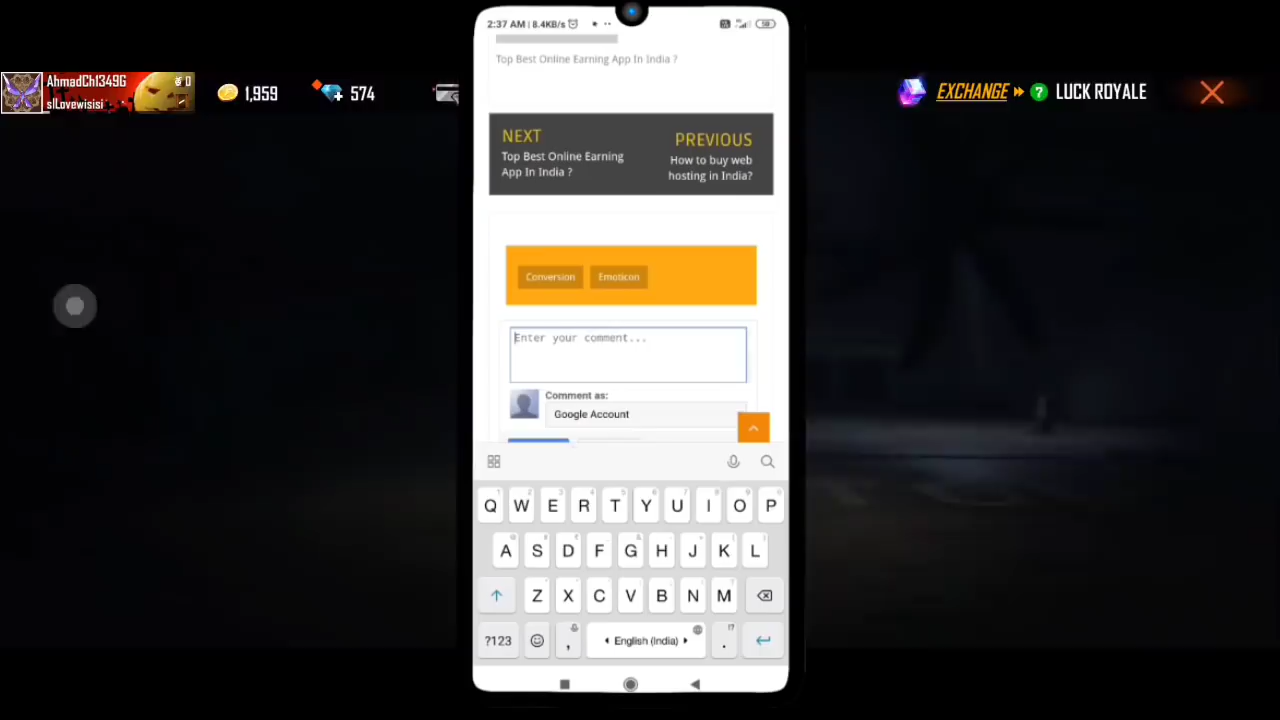 2:37 AM | 8.4KB/s
58
Top Best Online Earning App In India ?
AhmadCh1349G
0
slLovewisisi
1,959
574
EXCHANGE
?
LUCK ROYALE
NEXT
Top Best Online Earning
App In India ?
PREVIOUS
How to buy web
hosting in India?
Conversion
Emoticon
Enter your comment...
Comment as:
Google Account
Q W E R T Y U I O P
A S D F G H J K L
Z X C V B N M
?123
,
English (India)
.